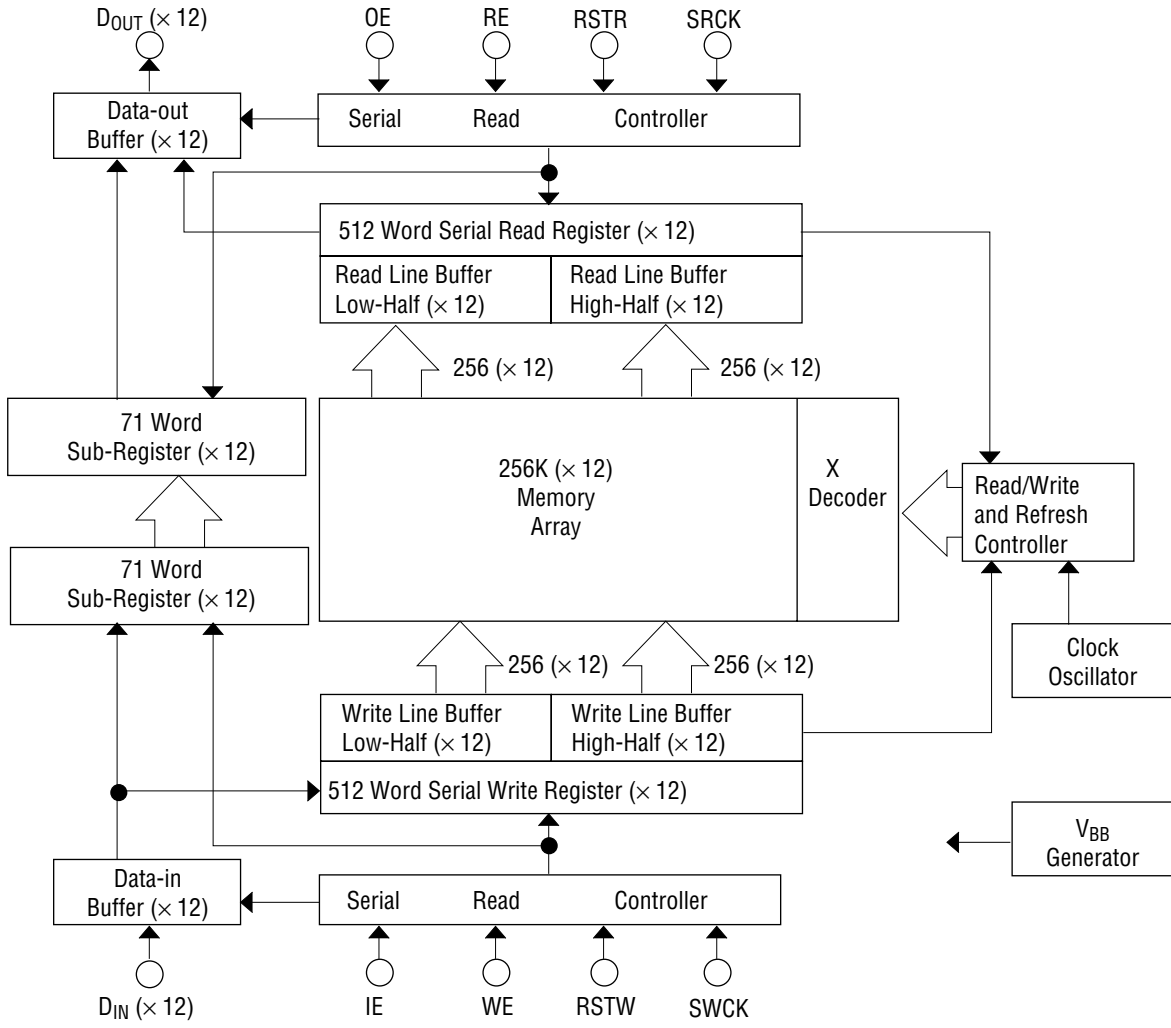 D_OUT (× 12) OE RE RSTR SRCK
Data-out
Buffer (× 12)
Serial Read Controller
512 Word Serial Read Register (× 12)
Read Line Buffer
Low-Half (× 12)
Read Line Buffer
High-Half (× 12)
256 (× 12)
256 (× 12)
71 Word
Sub-Register (× 12)
256K (× 12)
Memory
Array
X
Decoder
Read/Write
and Refresh
Controller
71 Word
Sub-Register (× 12)
256 (× 12)
256 (× 12)
Clock
Oscillator
Write Line Buffer
Low-Half (× 12)
Write Line Buffer
High-Half (× 12)
512 Word Serial Write Register (× 12)
V_BB
Generator
Data-in
Buffer (× 12)
Serial Read Controller
D_IN (× 12) IE WE RSTW SWCK